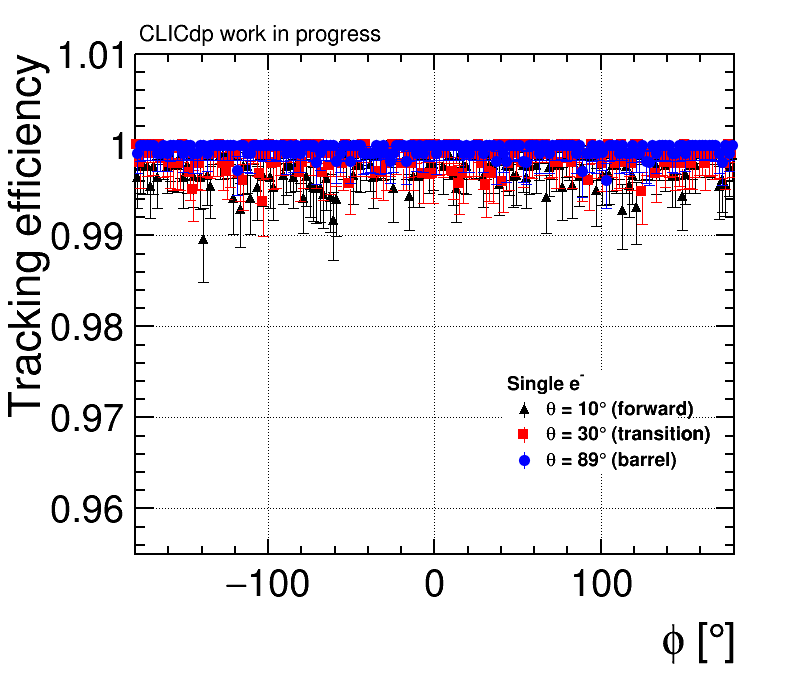 CLICdp work in progress
Tracking efficiency
1.01
1
0.99
0.98
0.97
0.96
Single e⁻
θ = 10° (forward)
θ = 30° (transition)
θ = 89° (barrel)
−100 0 100
ϕ [°]